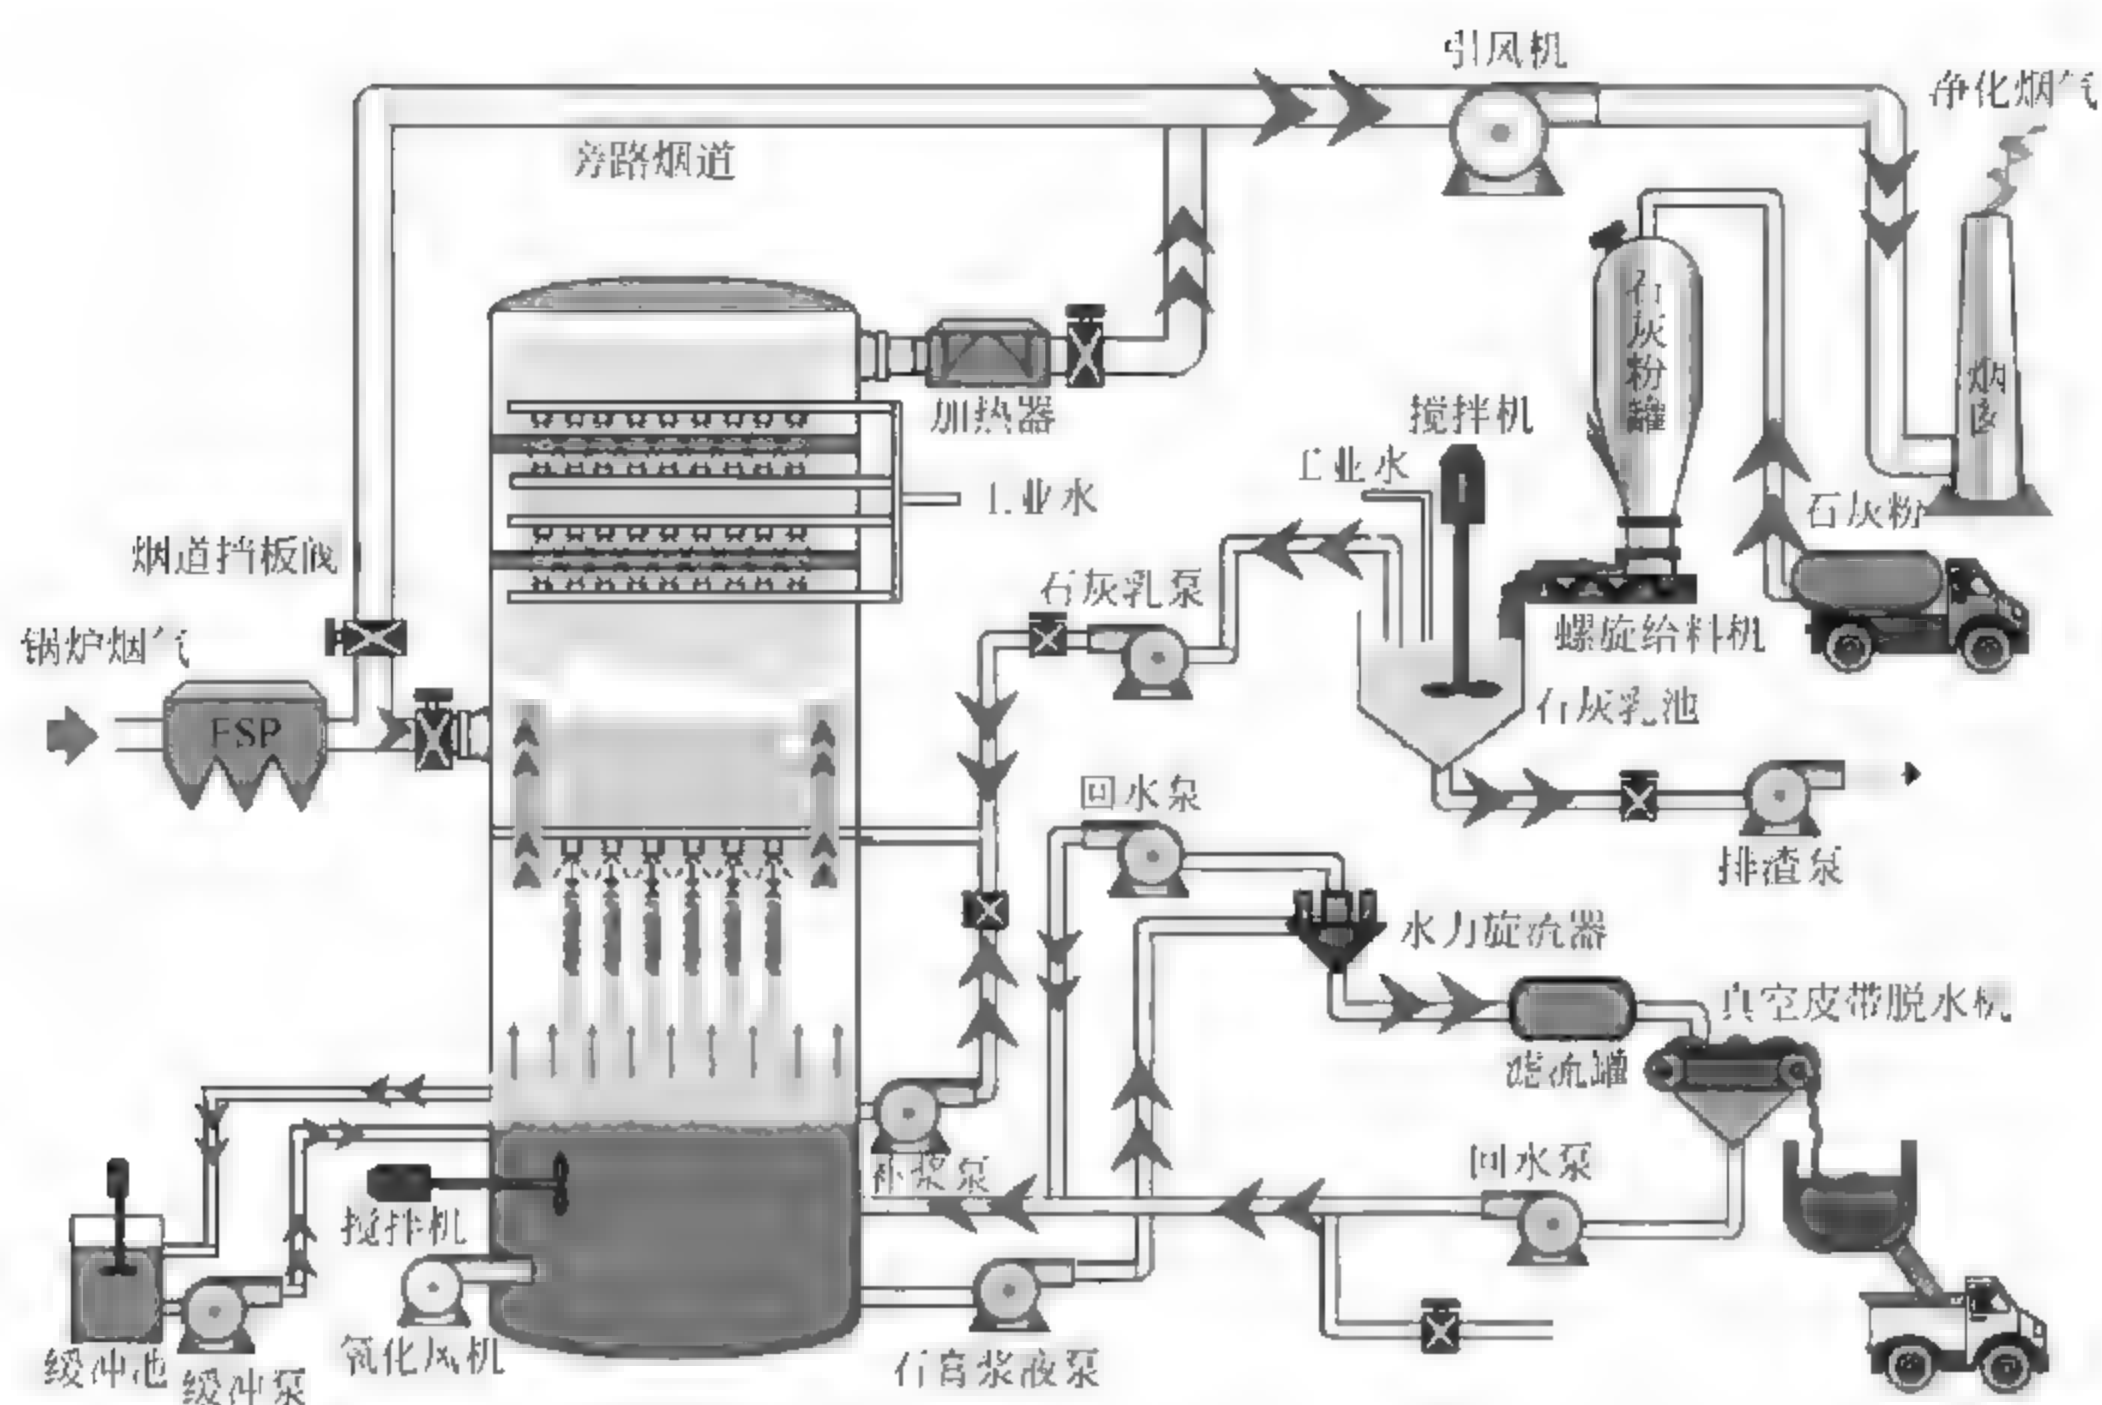 引风机
净化烟气
旁路烟道
石灰粉罐
烟囱
加热器
搅拌机
工业水
工业水
石灰粉
烟道挡板阀
石灰乳泵
螺旋给料机
锅炉烟气
ESP
石灰乳池
回水泵
排渣泵
水力旋流器
真空皮带脱水机
回水泵
补浆泵
搅拌机
氧化风机
石膏浆液泵
缓冲池
缓冲泵